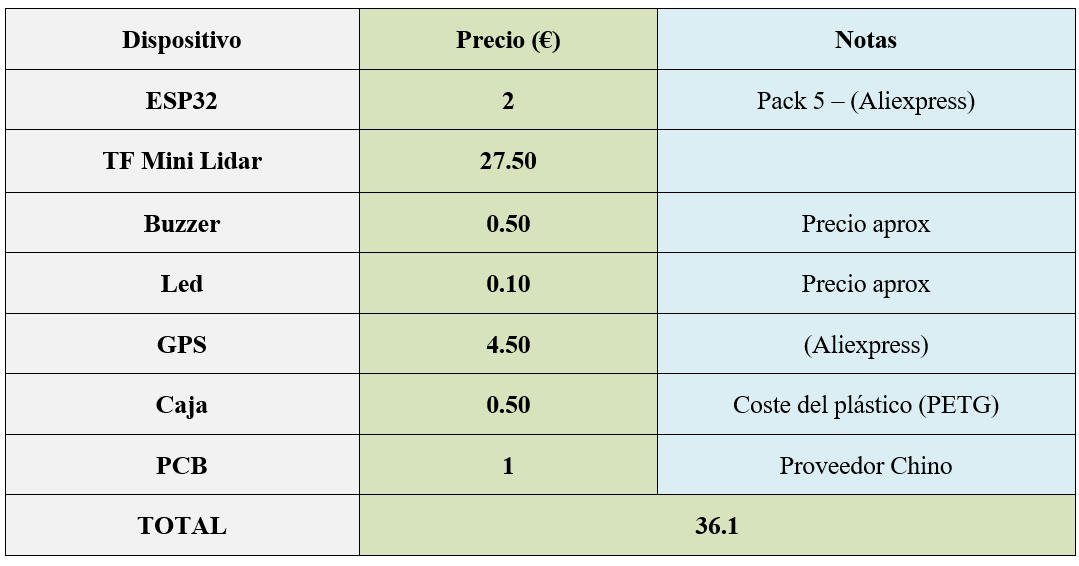 Dispositivo Precio (€) Notas
ESP32 2 Pack 5 – (Aliexpress)
TF Mini Lidar 27.50
Buzzer 0.50 Precio aprox
Led 0.10 Precio aprox
GPS 4.50 (Aliexpress)
Caja 0.50 Coste del plástico (PETG)
PCB 1 Proveedor Chino
TOTAL 36.1